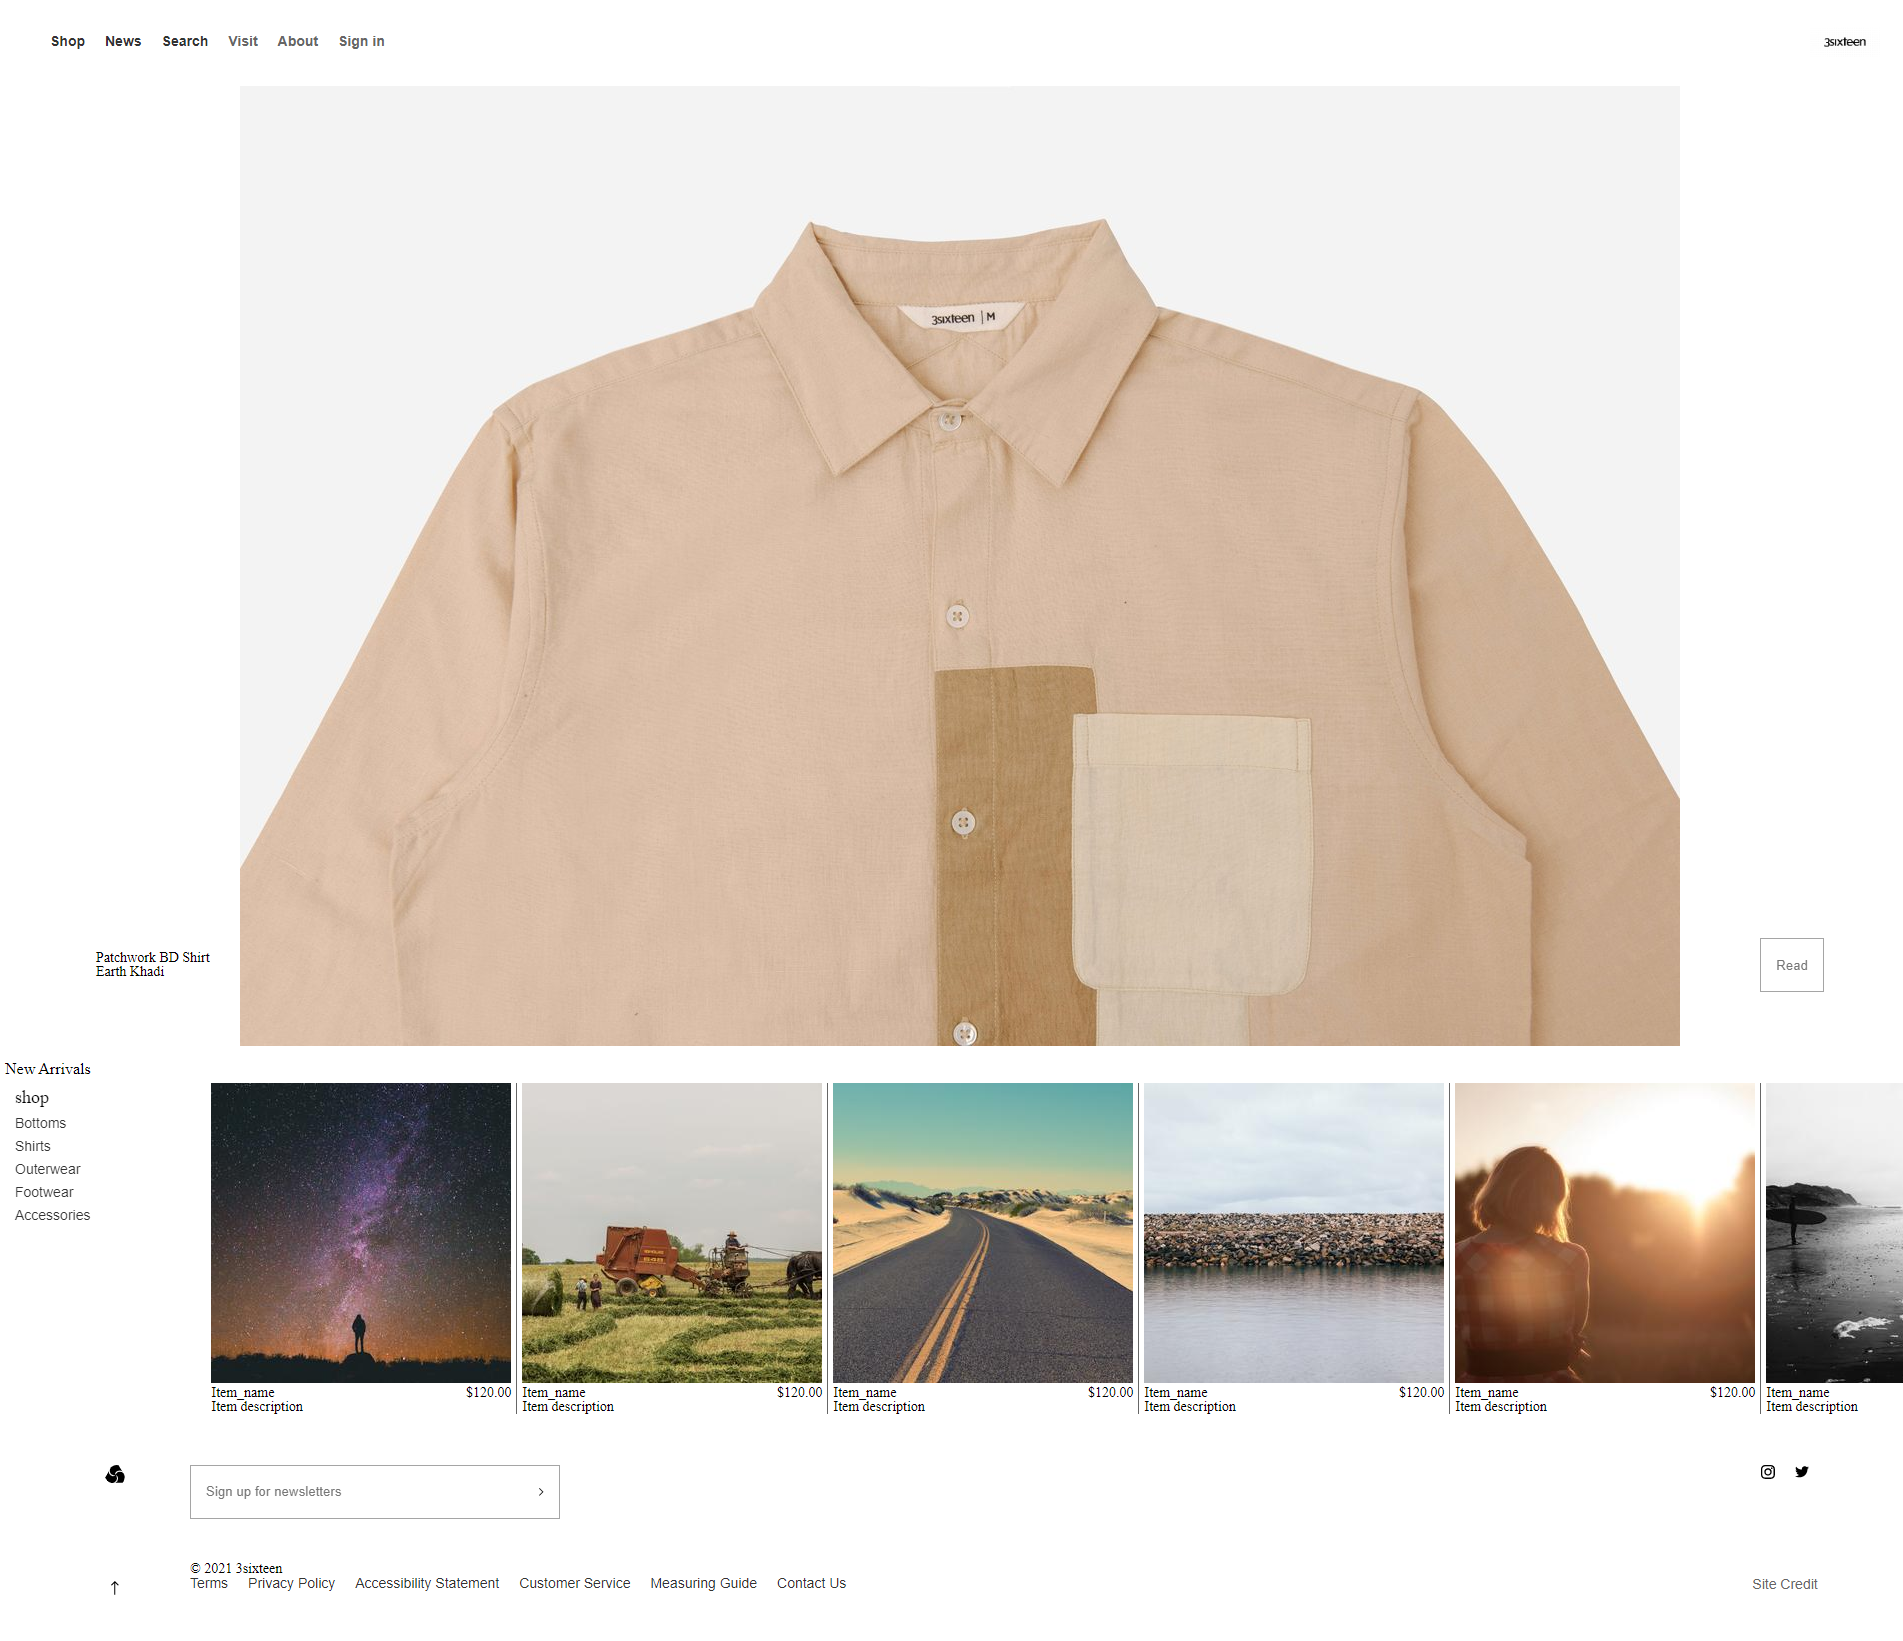 Shop News Search Visit About Sign in
3sixteen
3sixteen | M
Patchwork BD Shirt
Earth Khadi
Read
New Arrivals
shop
Bottoms
Shirts
Outerwear
Footwear
Accessories
Item_name $120.00
Item description
Item_name $120.00
Item description
Item_name $120.00
Item description
Item_name $120.00
Item description
Item_name $120.00
Item description
Item_name
Item description
Sign up for newsletters
© 2021 3sixteen
Terms Privacy Policy Accessibility Statement Customer Service Measuring Guide Contact Us
Site Credit